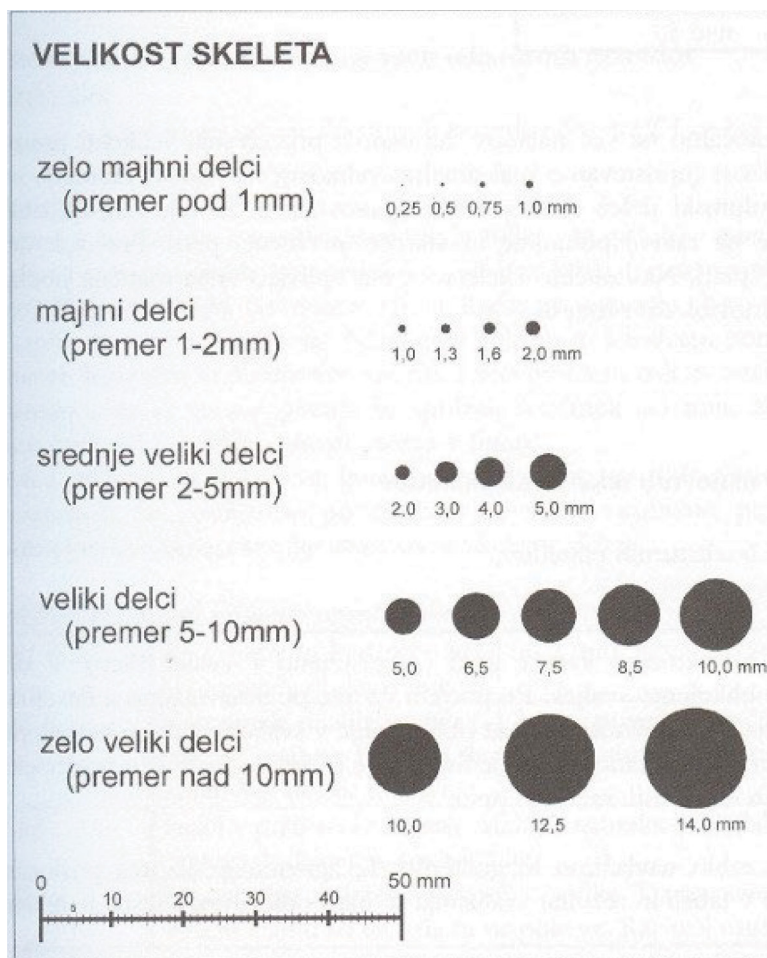 VELIKOST SKELETA
zelo majhni delci
(premer pod 1mm)
0,25 0,5 0,75 1,0 mm
majhni delci
(premer 1-2mm)
1,0 1,3 1,6 2,0 mm
srednje veliki delci
(premer 2-5mm)
2,0 3,0 4,0 5,0 mm
veliki delci
(premer 5-10mm)
5,0 6,5 7,5 8,5 10,0 mm
zelo veliki delci
(premer nad 10mm)
10,0 12,5 14,0 mm
0 10 20 30 40 50 mm